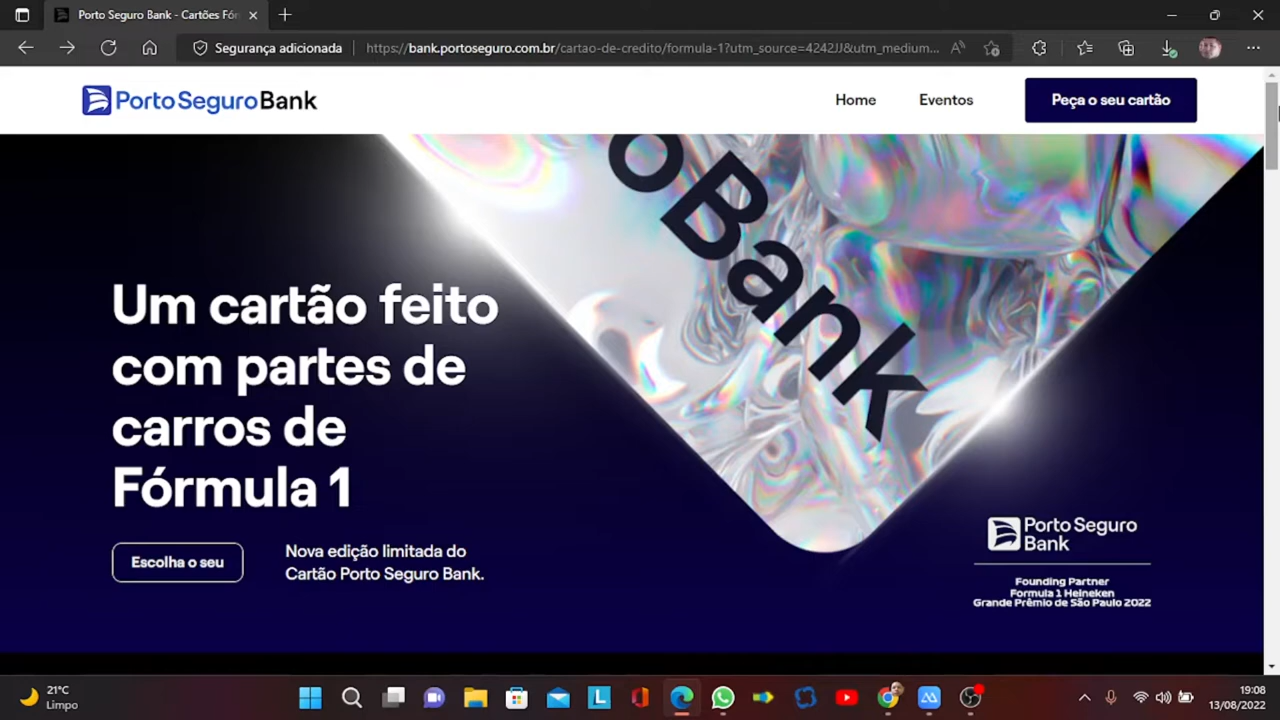 Porto Seguro Bank - Cartões Fór
Segurança adicionada
https://bank.portoseguro.com.br/cartao-de-credito/formula-1?utm_source=4242JJ&utm_medium...
Porto Seguro Bank
Home
Eventos
Peça o seu cartão
oBank
Um cartão feito
com partes de
carros de
Fórmula 1
Escolha o seu
Nova edição limitada do
Cartão Porto Seguro Bank.
Porto Seguro
Bank
Founding Partner
Formula 1 Heineken
Grande Prêmio de São Paulo 2022
21°C
Limpo
19:08
13/08/2022